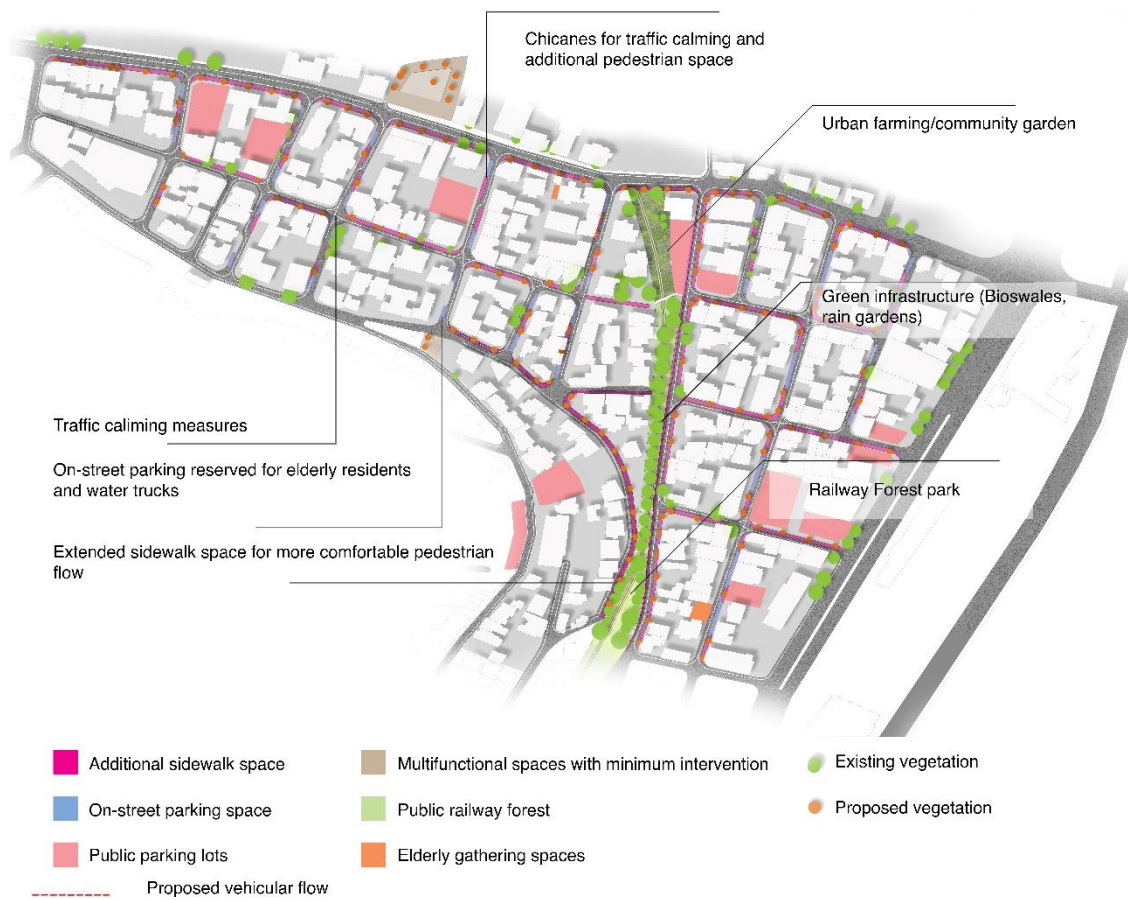 Chicanes for traffic calming and
additional pedestrian space
Urban farming/community garden
Green infrastructure (Bioswales,
rain gardens)
Traffic caliming measures
On-street parking reserved for elderly residents
and water trucks
Railway Forest park
Extended sidewalk space for more comfortable pedestrian
flow
Additional sidewalk space
Multifunctional spaces with minimum intervention
Existing vegetation
On-street parking space
Public railway forest
Proposed vegetation
Public parking lots
Elderly gathering spaces
Proposed vehicular flow